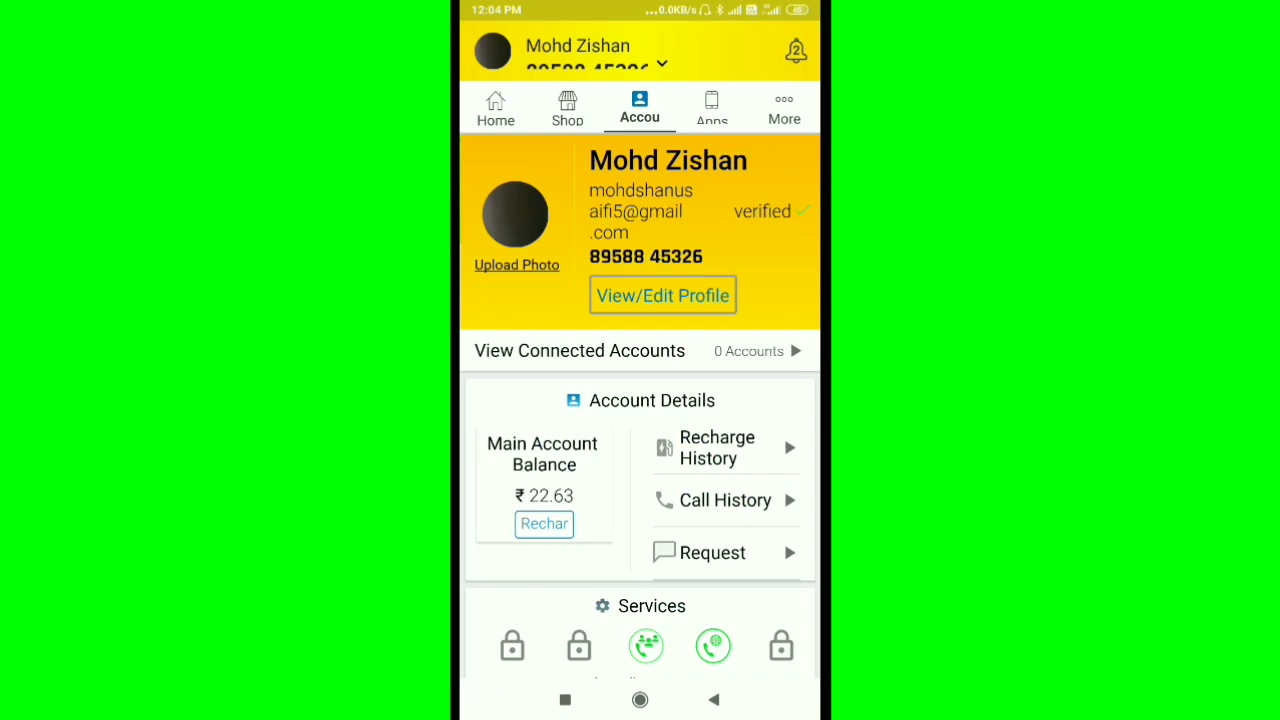 12:04 PM
...0.0KB/s
Mohd Zishan
2
Home
Shop
Accou
Apps
More
Mohd Zishan
mohdshanus
aifi5@gmail
.com
verified
89588 45326
Upload Photo
View/Edit Profile
View Connected Accounts
0 Accounts
Account Details
Main Account
Balance
₹ 22.63
Rechar
Recharge
History
Call History
Request
Services